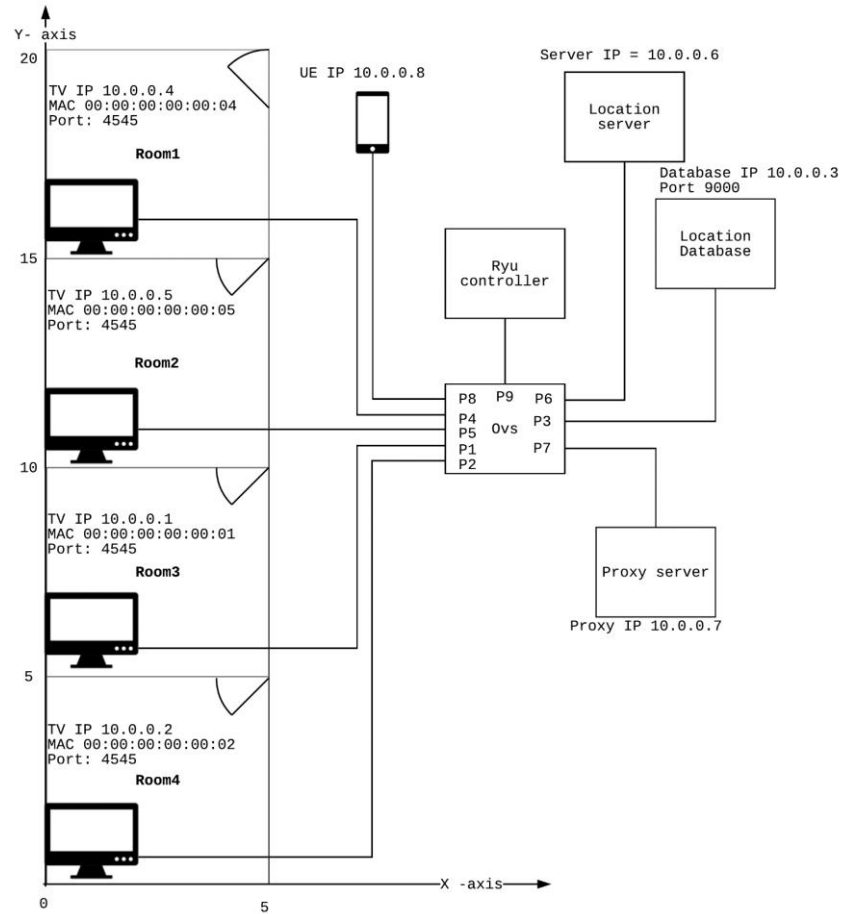 Y- axis
20
TV IP 10.0.0.4
MAC 00:00:00:00:00:04
Port: 4545
Room1
15
TV IP 10.0.0.5
MAC 00:00:00:00:00:05
Port: 4545
Room2
10
TV IP 10.0.0.1
MAC 00:00:00:00:00:01
Port: 4545
Room3
5
TV IP 10.0.0.2
MAC 00:00:00:00:00:02
Port: 4545
Room4
0
5
X -axis
UE IP 10.0.0.8
Server IP = 10.0.0.6
Location
server
Database IP 10.0.0.3
Port 9000
Location
Database
Ryu
controller
P8
P9
P6
P4
P5
Ovs
P3
P1
P2
P7
Proxy server
Proxy IP 10.0.0.7